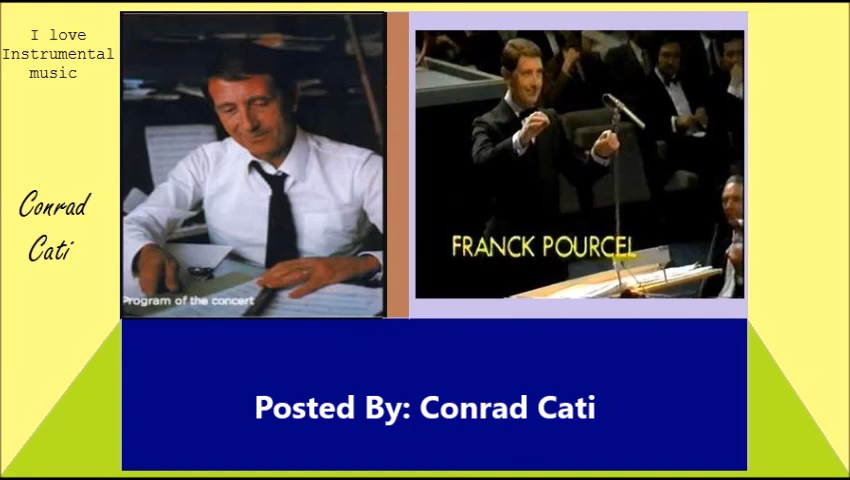 I love
Instrumental
music
Conrad
Cati
Program of the concert
FRANCK POURCEL
Posted By: Conrad Cati